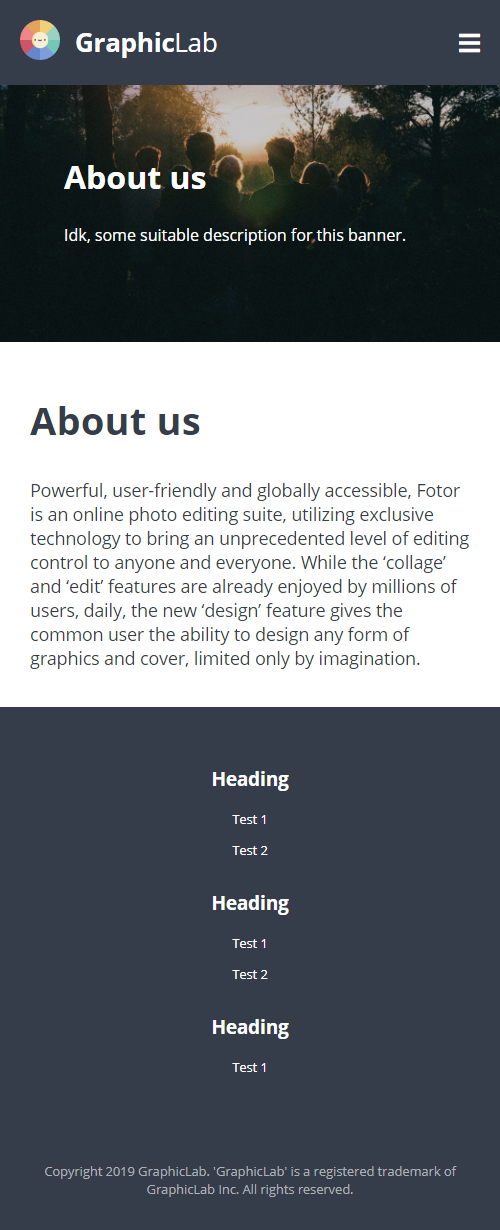 GraphicLab
About us
Idk, some suitable description for this banner.
About us
Powerful, user-friendly and globally accessible, Fotor
is an online photo editing suite, utilizing exclusive
technology to bring an unprecedented level of editing
control to anyone and everyone. While the ‘collage’
and ‘edit’ features are already enjoyed by millions of
users, daily, the new ‘design’ feature gives the
common user the ability to design any form of
graphics and cover, limited only by imagination.
Heading
Test 1
Test 2
Heading
Test 1
Test 2
Heading
Test 1
Copyright 2019 GraphicLab. 'GraphicLab' is a registered trademark of
GraphicLab Inc. All rights reserved.